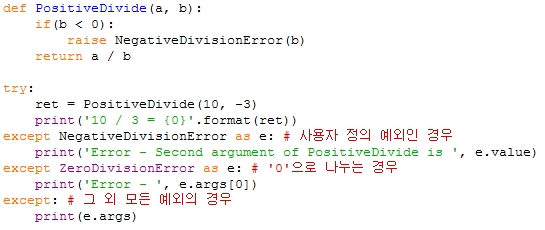 def PositiveDivide(a, b):
    if(b < 0):
        raise NegativeDivisionError(b)
    return a / b

try:
    ret = PositiveDivide(10, -3)
    print('10 / 3 = {0}'.format(ret))
except NegativeDivisionError as e: # 사용자 정의 예외인 경우
    print('Error - Second argument of PositiveDivide is ', e.value)
except ZeroDivisionError as e: # '0'으로 나누는 경우
    print('Error - ', e.args[0])
except: # 그 외 모든 예외의 경우
    print(e.args)